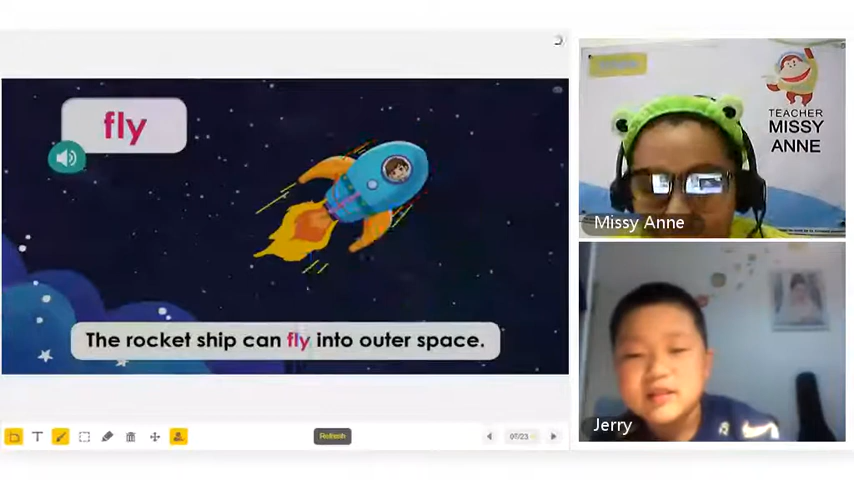 fly
The rocket ship can fly into outer space.
T
Refresh
07/23
TEACHER
MISSY
ANNE
Missy Anne
Jerry